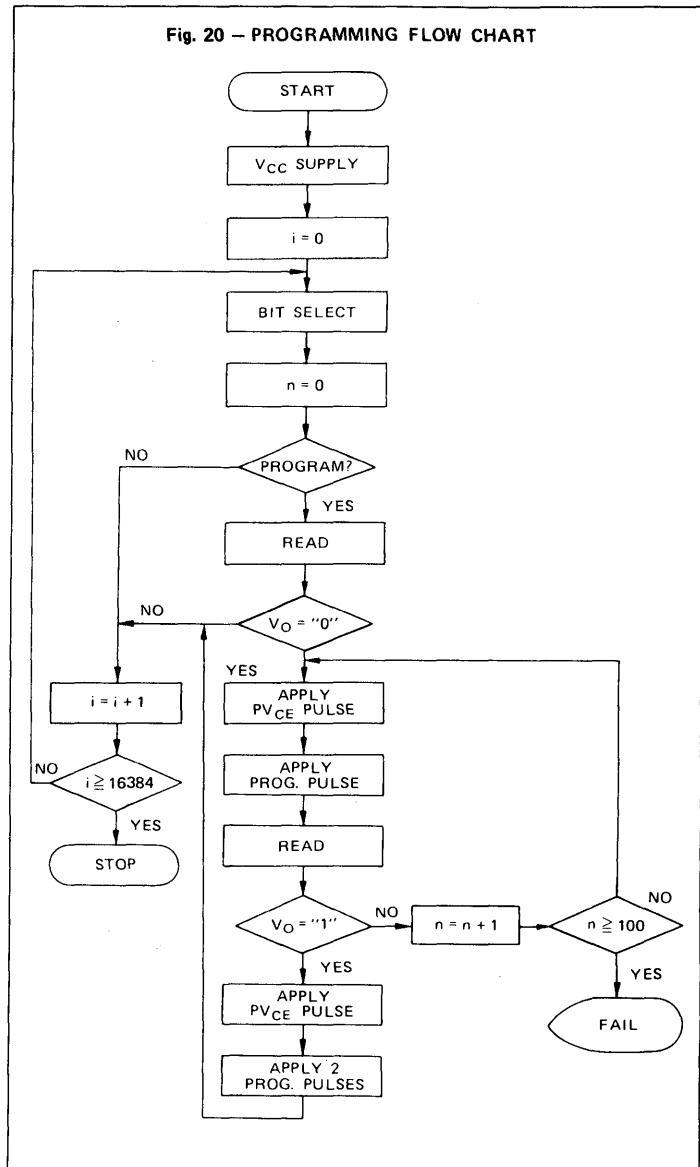 Fig. 20 – PROGRAMMING FLOW CHART
START
VCC SUPPLY
i = 0
BIT SELECT
n = 0
PROGRAM?
NO
YES
READ
VO = "0"
NO
YES
i = i + 1
i ≧ 16384
NO
YES
STOP
APPLY
PVCE PULSE
APPLY
PROG. PULSE
READ
VO = "1"
NO
n = n + 1
n ≧ 100
NO
YES
FAIL
YES
APPLY
PVCE PULSE
APPLY 2
PROG. PULSES